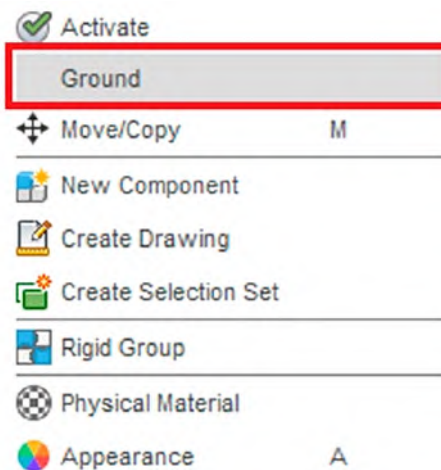 Activate
Ground
Move/Copy M
New Component
Create Drawing
Create Selection Set
Rigid Group
Physical Material
Appearance A